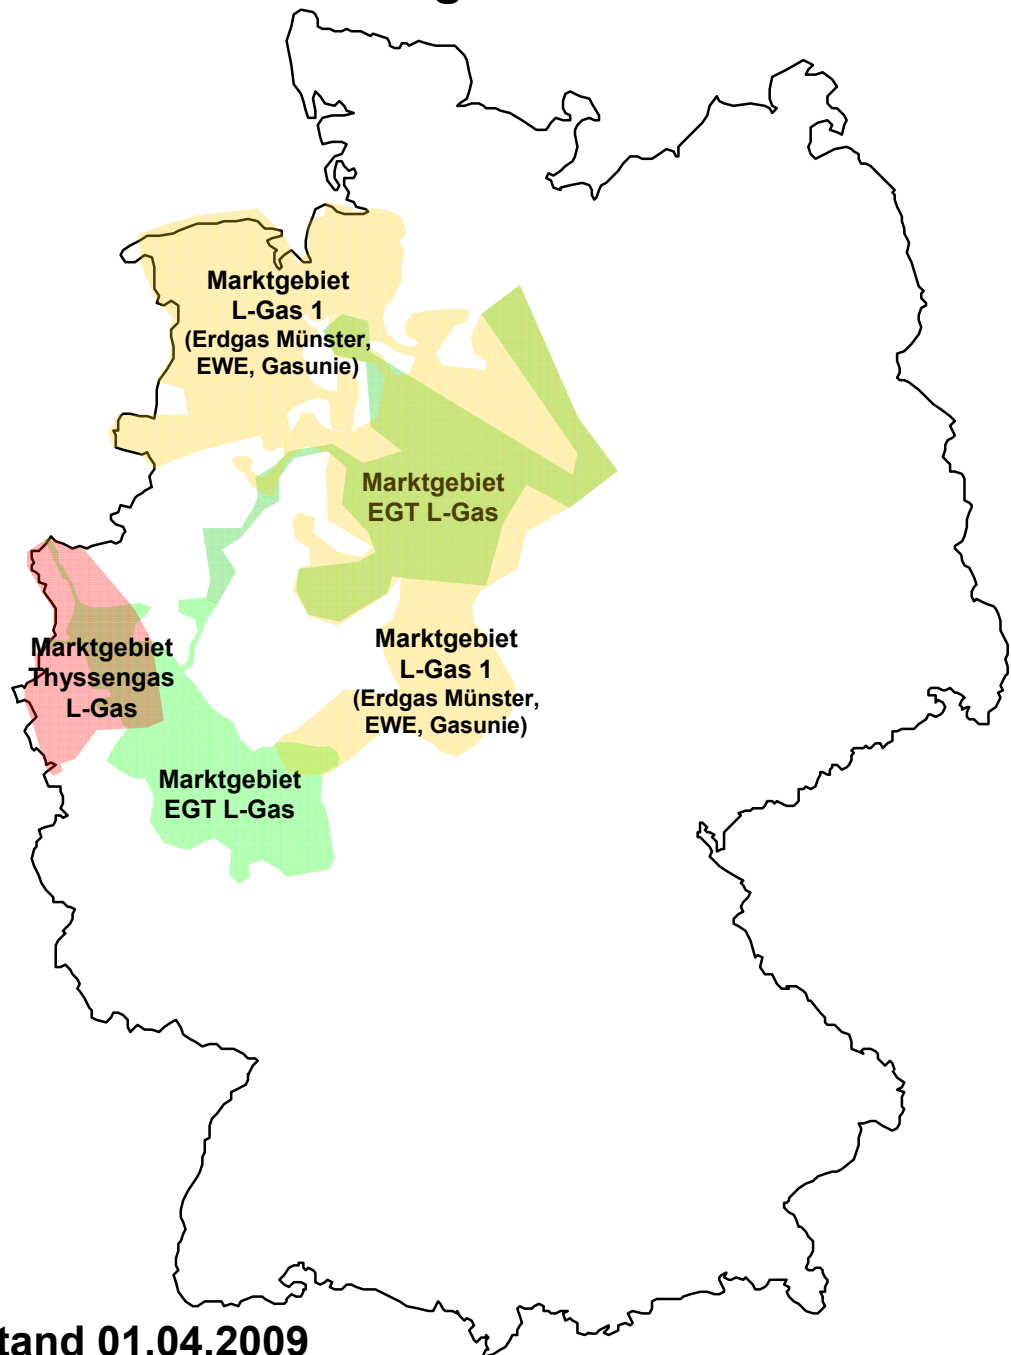 Marktgebiet
L-Gas 1
(Erdgas Münster,
EWE, Gasunie)
Marktgebiet
EGT L-Gas
Marktgebiet
L-Gas 1
(Erdgas Münster,
EWE, Gasunie)
Marktgebiet
Thyssengas
L-Gas
Marktgebiet
EGT L-Gas
tand 01.04.2009